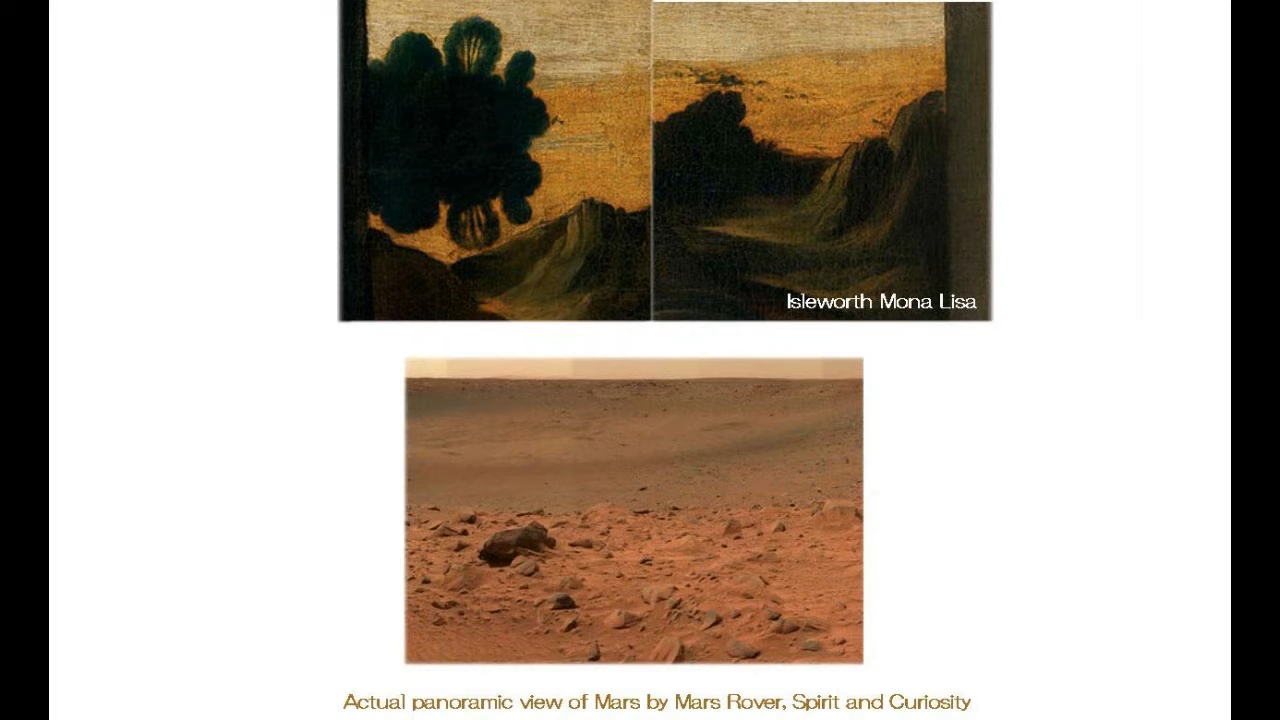 Isleworth Mona Lisa
Actual panoramic view of Mars by Mars Rover, Spirit and Curiosity